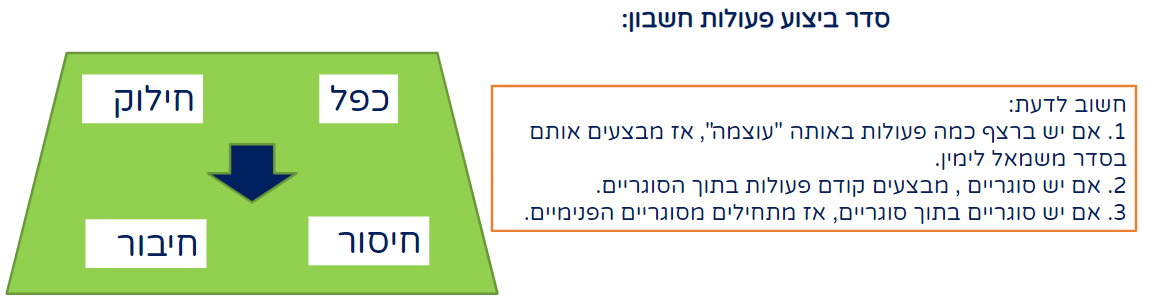 סדר ביצוע פעולות חשבון:
חשוב לדעת:
1. אם יש ברצף כמה פעולות באותה "עוצמה", אז מבצעים אותם
בסדר משמאל לימין.
2. אם יש סוגריים , מבצעים קודם פעולות בתוך הסוגריים.
3. אם יש סוגריים בתוך סוגריים, אז מתחילים מסוגריים הפנימיים.
כפל
חילוק
חיסור
חיבור